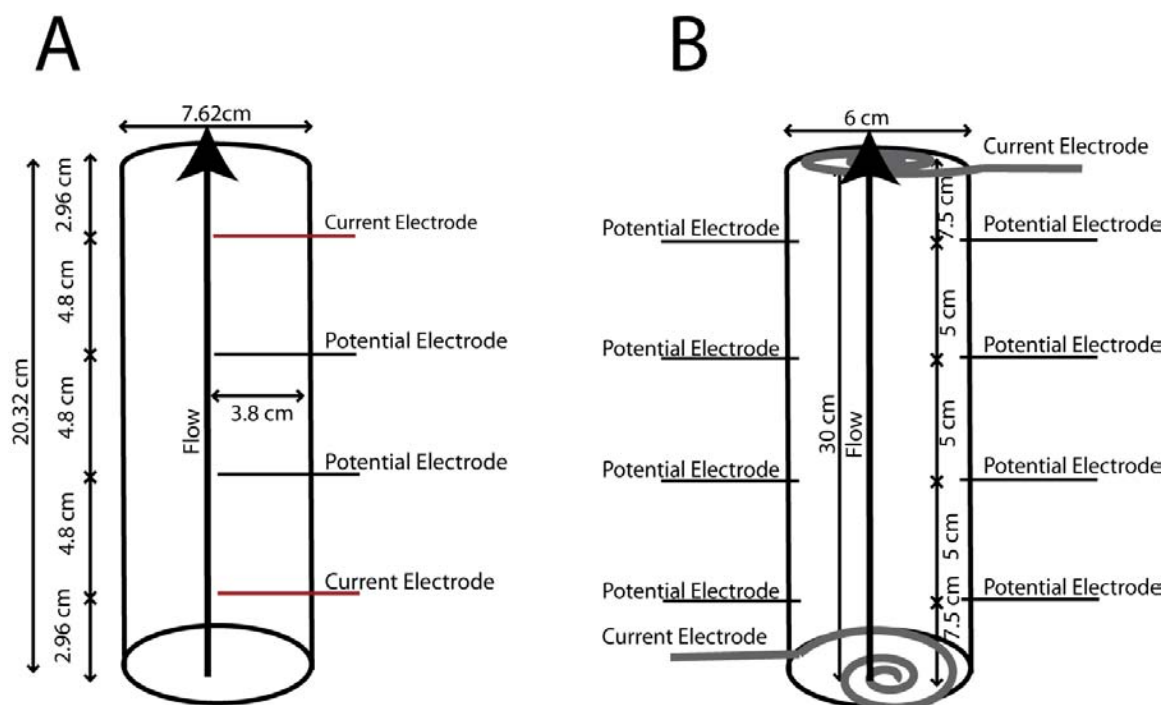 A
7.62cm
20.32 cm
2.96 cm
4.8 cm
4.8 cm
4.8 cm
2.96 cm
Current Electrode
Potential Electrode
3.8 cm
Flow
Potential Electrode
Current Electrode
B
6 cm
Current Electrode
7.5 cm
Potential Electrode
Potential Electrode
5 cm
Potential Electrode
Potential Electrode
30 cm
Flow
5 cm
Potential Electrode
Potential Electrode
5 cm
Potential Electrode
Potential Electrode
7.5 cm
Current Electrode